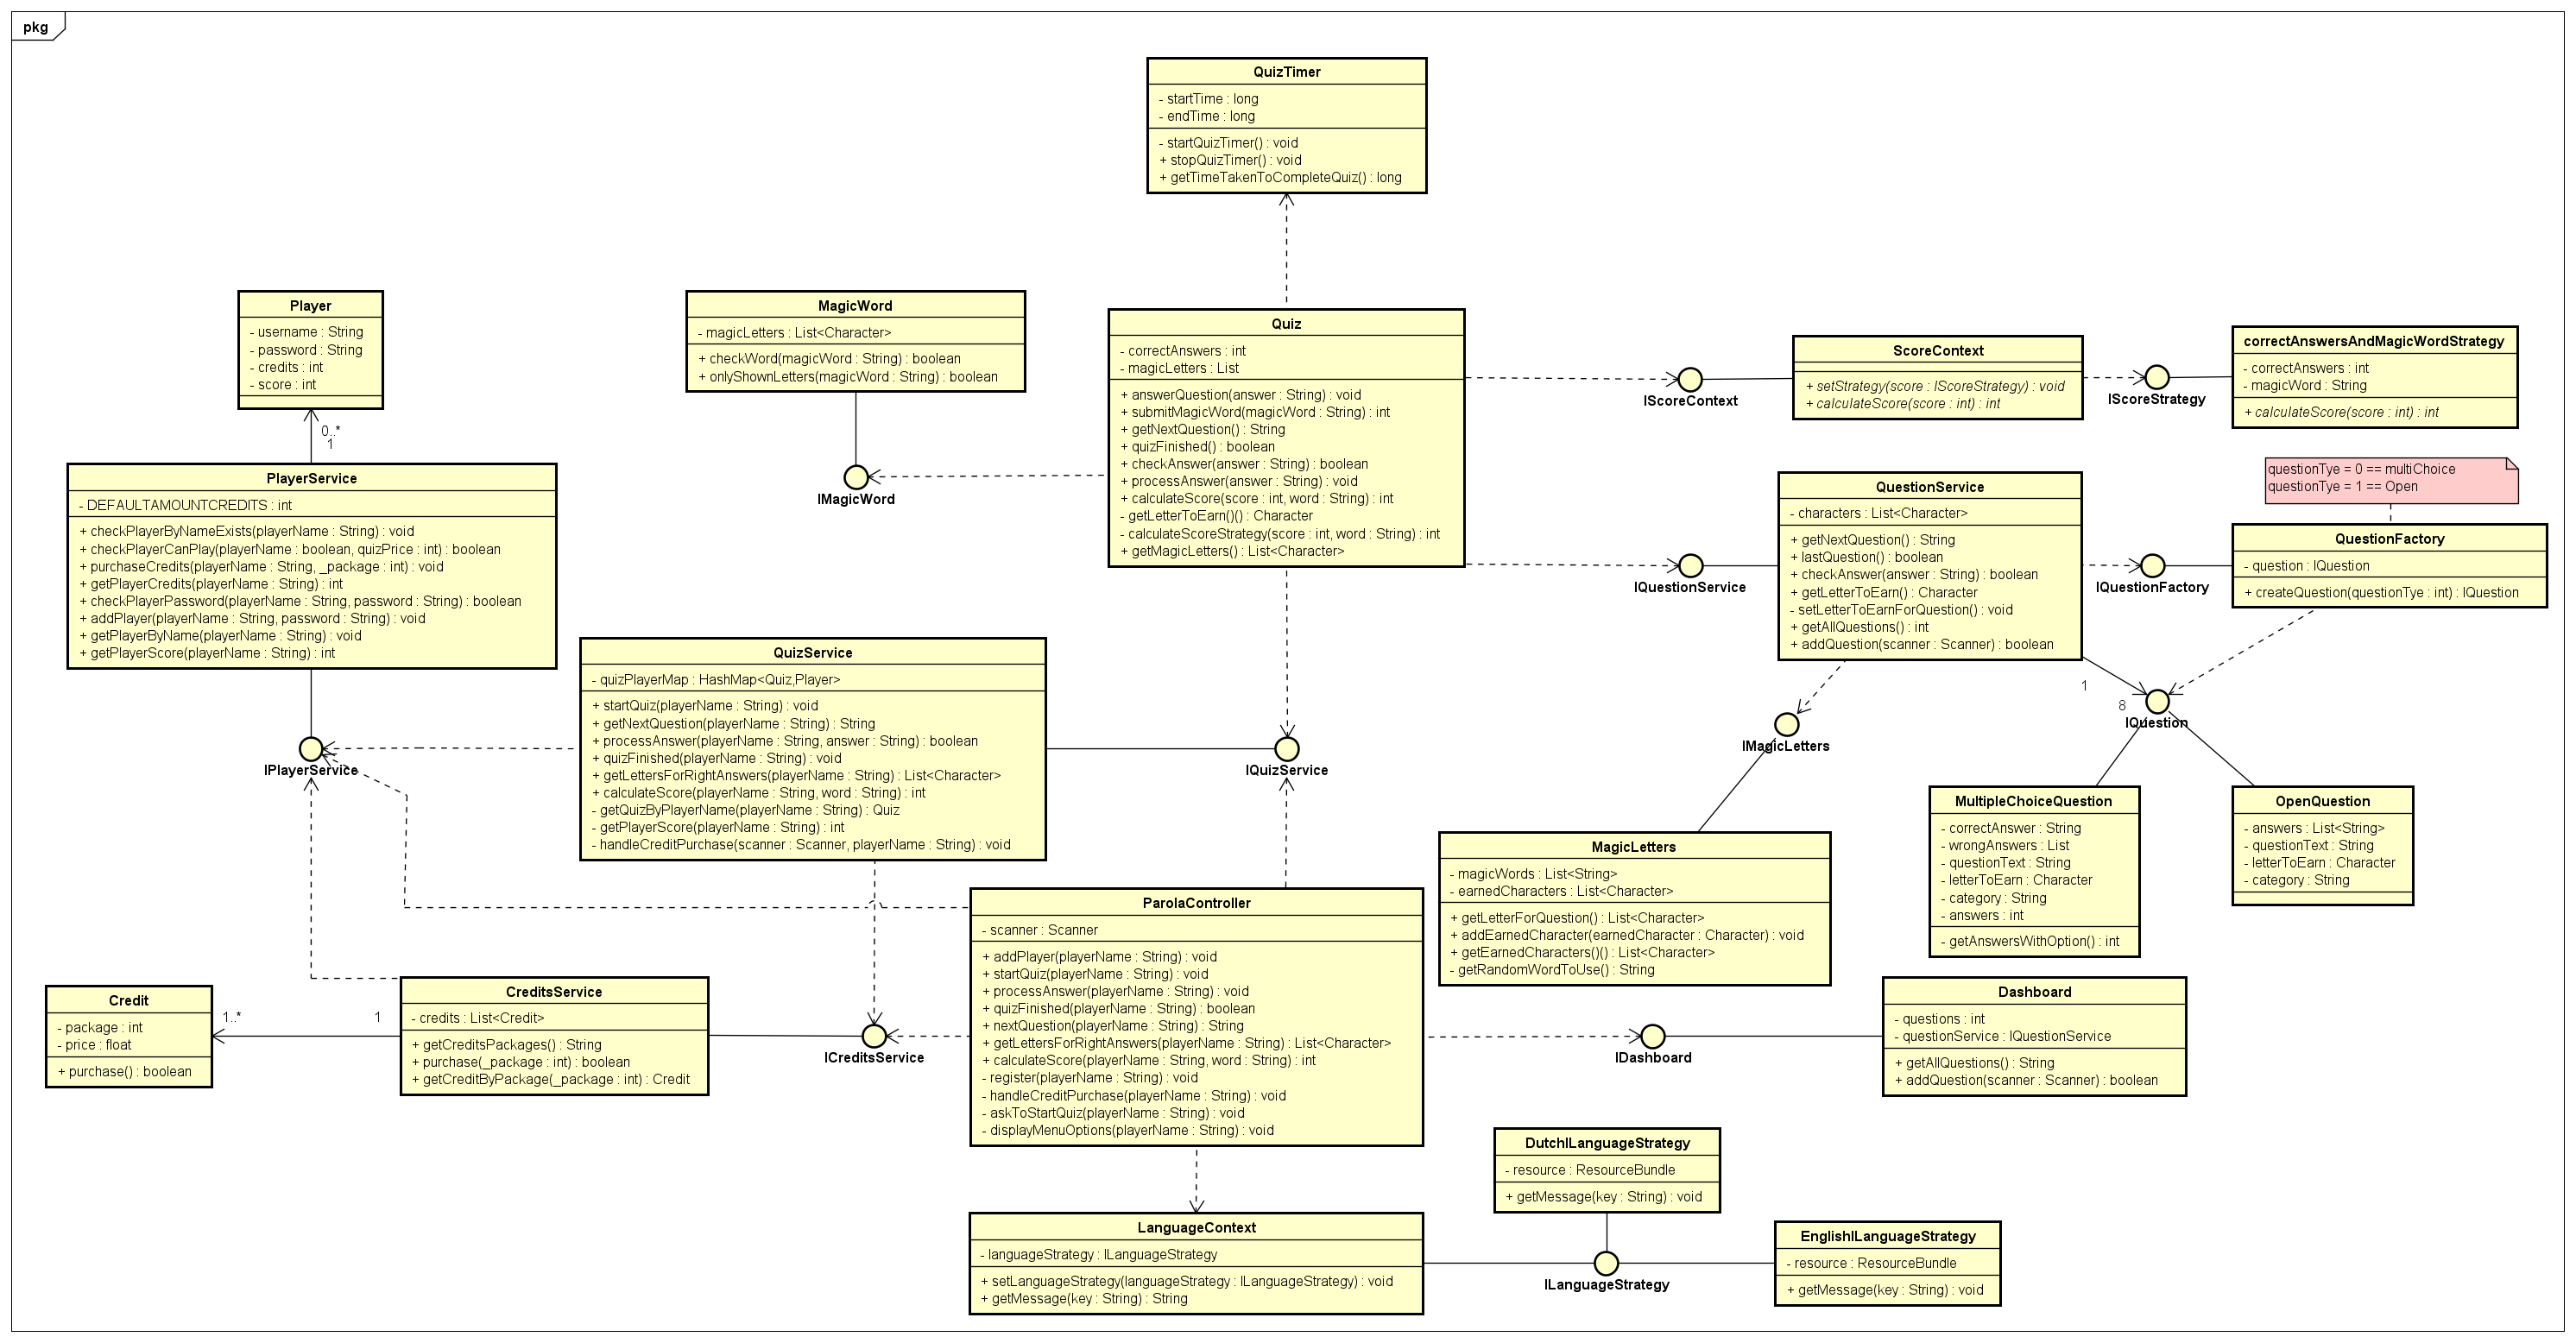 pkg
QuizTimer
- startTime : long
- endTime : long
- startQuizTimer() : void
+ stopQuizTimer() : void
+ getTimeTakenToCompleteQuiz() : long
Player
- username : String
- password : String
- credits : int
- score : int
0..*
1
MagicWord
- magicLetters : List<Character>
+ checkWord(magicWord : String) : boolean
+ onlyShownLetters(magicWord : String) : boolean
IMagicWord
Quiz
- correctAnswers : int
- magicLetters : List
+ answerQuestion(answer : String) : void
+ submitMagicWord(magicWord : String) : int
+ getNextQuestion() : String
+ quizFinished() : boolean
+ checkAnswer(answer : String) : boolean
+ processAnswer(answer : String) : void
+ calculateScore(score : int, word : String) : int
- getLetterToEarn()() : Character
- calculateScoreStrategy(score : int, word : String) : int
+ getMagicLetters() : List<Character>
IScoreContext
ScoreContext
+ setStrategy(score : IScoreStrategy) : void
+ calculateScore(score : int) : int
IScoreStrategy
correctAnswersAndMagicWordStrategy
- correctAnswers : int
- magicWord : String
+ calculateScore(score : int) : int
PlayerService
- DEFAULTAMOUNTCREDITS : int
+ checkPlayerByNameExists(playerName : String) : void
+ checkPlayerCanPlay(playerName : boolean, quizPrice : int) : boolean
+ purchaseCredits(playerName : String, _package : int) : void
+ getPlayerCredits(playerName : String) : int
+ checkPlayerPassword(playerName : String, password : String) : boolean
+ addPlayer(playerName : String, password : String) : void
+ getPlayerByName(playerName : String) : void
+ getPlayerScore(playerName : String) : int
IPlayerService
IQuestionService
QuestionService
- characters : List<Character>
+ getNextQuestion() : String
+ lastQuestion() : boolean
+ checkAnswer(answer : String) : boolean
+ getLetterToEarn() : Character
- setLetterToEarnForQuestion() : void
+ getAllQuestions() : int
+ addQuestion(scanner : Scanner) : boolean
IQuestionFactory
questionTye = 0 == multiChoice
questionTye = 1 == Open
QuestionFactory
- question : IQuestion
+ createQuestion(questionTye : int) : IQuestion
1
8
IQuestion
QuizService
- quizPlayerMap : HashMap<Quiz,Player>
+ startQuiz(playerName : String) : void
+ getNextQuestion(playerName : String) : String
+ processAnswer(playerName : String, answer : String) : boolean
+ quizFinished(playerName : String) : void
+ getLettersForRightAnswers(playerName : String) : List<Character>
+ calculateScore(playerName : String, word : String) : int
- getQuizByPlayerName(playerName : String) : Quiz
- getPlayerScore(playerName : String) : int
- handleCreditPurchase(scanner : Scanner, playerName : String) : void
IQuizService
IMagicLetters
MagicLetters
- magicWords : List<String>
- earnedCharacters : List<Character>
+ getLetterForQuestion() : List<Character>
+ addEarnedCharacter(earnedCharacter : Character) : void
+ getEarnedCharacters()() : List<Character>
- getRandomWordToUse() : String
MultipleChoiceQuestion
- correctAnswer : String
- wrongAnswers : List
- questionText : String
- letterToEarn : Character
- category : String
- answers : int
- getAnswersWithOption() : int
OpenQuestion
- answers : List<String>
- questionText : String
- letterToEarn : Character
- category : String
ParolaController
- scanner : Scanner
+ addPlayer(playerName : String) : void
+ startQuiz(playerName : String) : void
+ processAnswer(playerName : String) : void
+ quizFinished(playerName : String) : boolean
+ nextQuestion(playerName : String) : String
+ getLettersForRightAnswers(playerName : String) : List<Character>
+ calculateScore(playerName : String, word : String) : int
- register(playerName : String) : void
- handleCreditPurchase(playerName : String) : void
- askToStartQuiz(playerName : String) : void
- displayMenuOptions(playerName : String) : void
Credit
- package : int
- price : float
+ purchase() : boolean
1..*
1
CreditsService
- credits : List<Credit>
+ getCreditsPackages() : String
+ purchase(_package : int) : boolean
+ getCreditByPackage(_package : int) : Credit
ICreditsService
IDashboard
Dashboard
- questions : int
- questionService : IQuestionService
+ getAllQuestions() : String
+ addQuestion(scanner : Scanner) : boolean
LanguageContext
- languageStrategy : ILanguageStrategy
+ setLanguageStrategy(languageStrategy : ILanguageStrategy) : void
+ getMessage(key : String) : String
DutchILanguageStrategy
- resource : ResourceBundle
+ getMessage(key : String) : void
ILanguageStrategy
EnglishILanguageStrategy
- resource : ResourceBundle
+ getMessage(key : String) : void